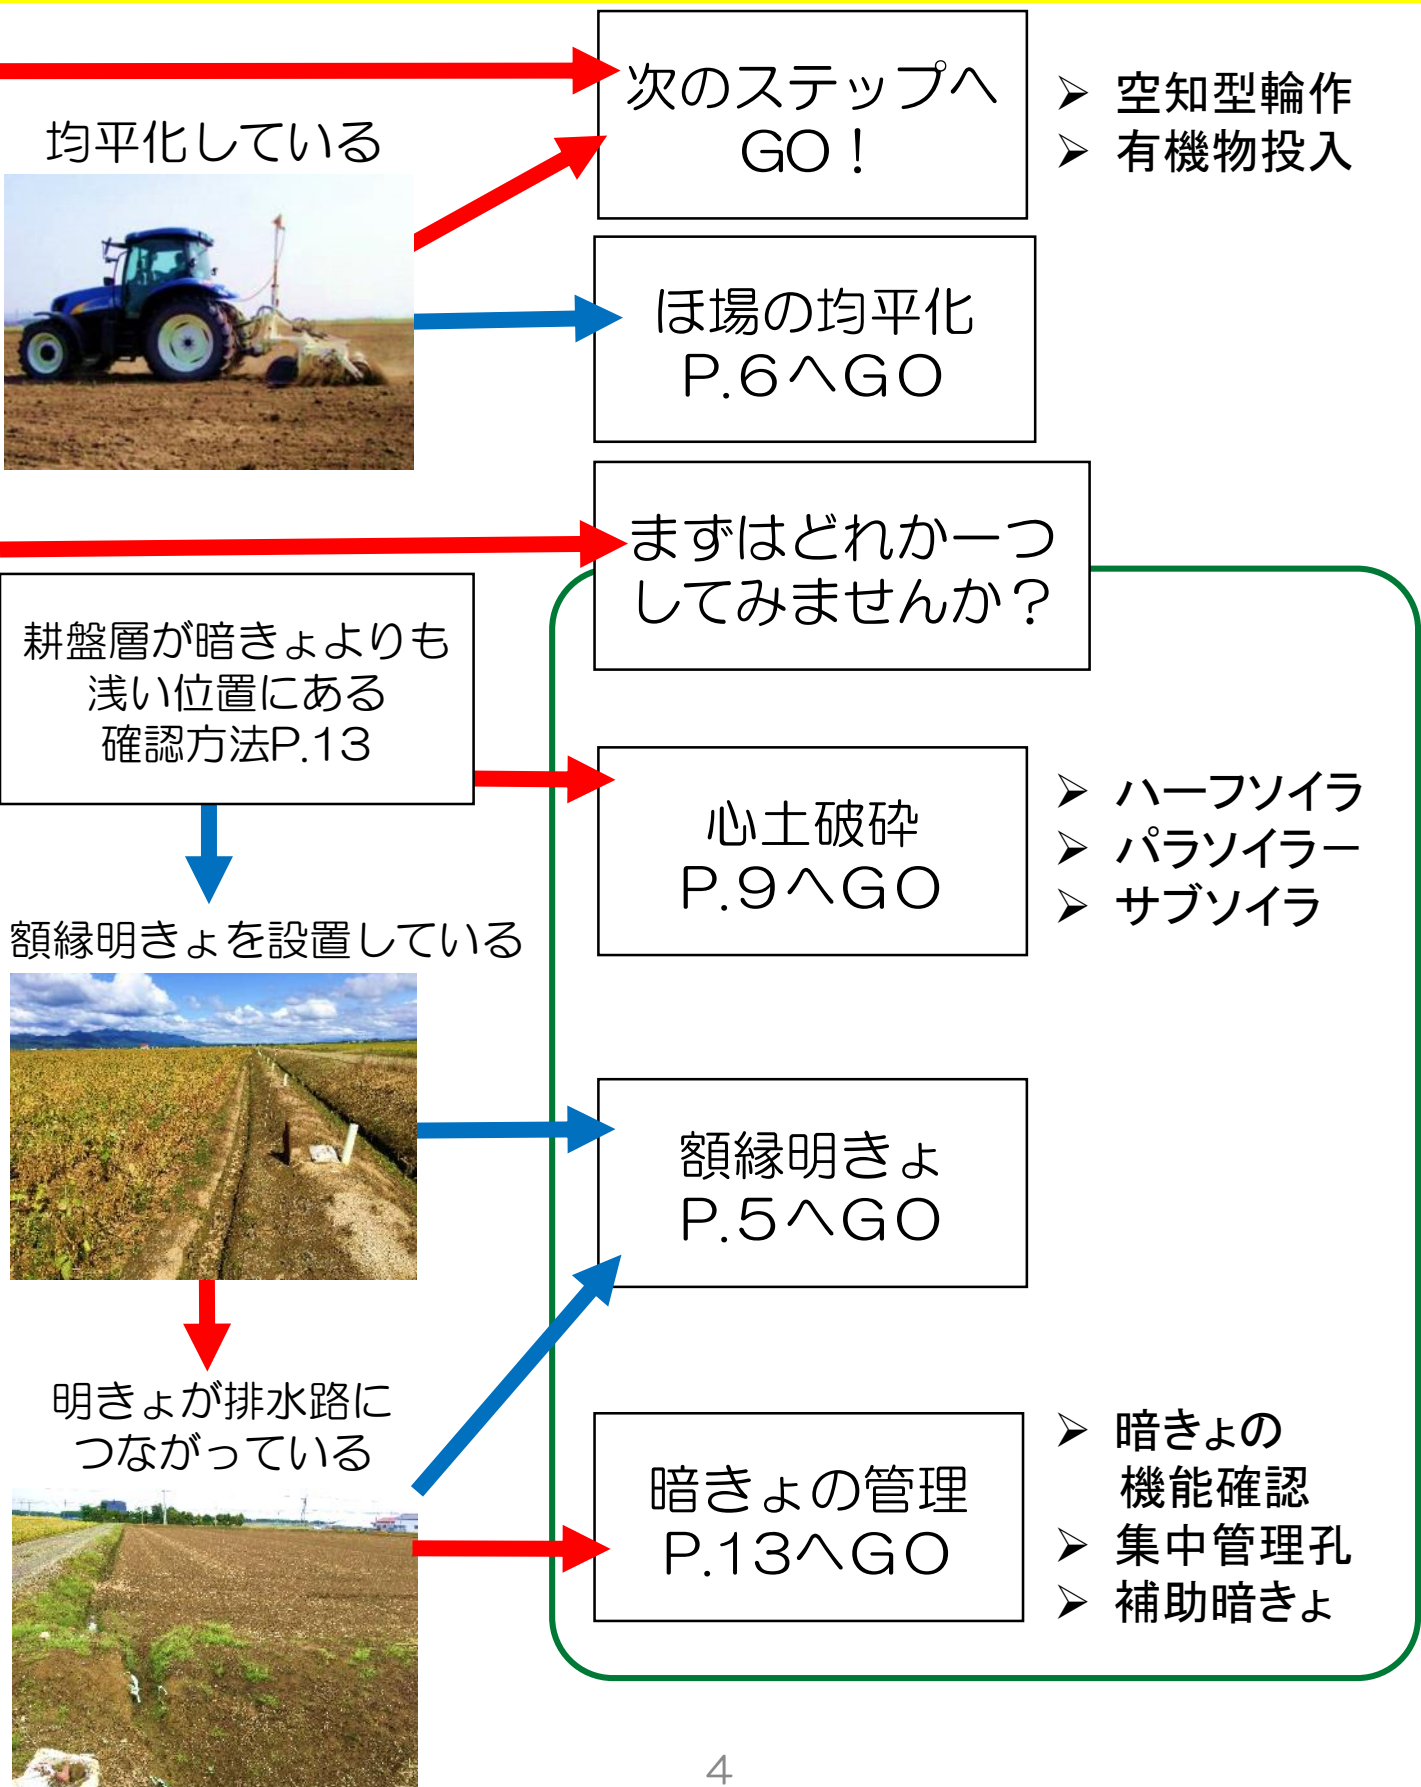 次のステップへ
GO！
➢ 空知型輪作
➢ 有機物投入
均平化している
ほ場の均平化
P.6へGO
まずはどれか一つ
してみませんか？
耕盤層が暗きょよりも
浅い位置にある
確認方法P.13
心土破砕
P.9へGO
➢ ハーフソイラ
➢ パラソイラー
➢ サブソイラ
額縁明きょを設置している
額縁明きょ
P.5へGO
明きょが排水路に
つながっている
暗きょの管理
P.13へGO
➢ 暗きょの
機能確認
➢ 集中管理孔
➢ 補助暗きょ
4